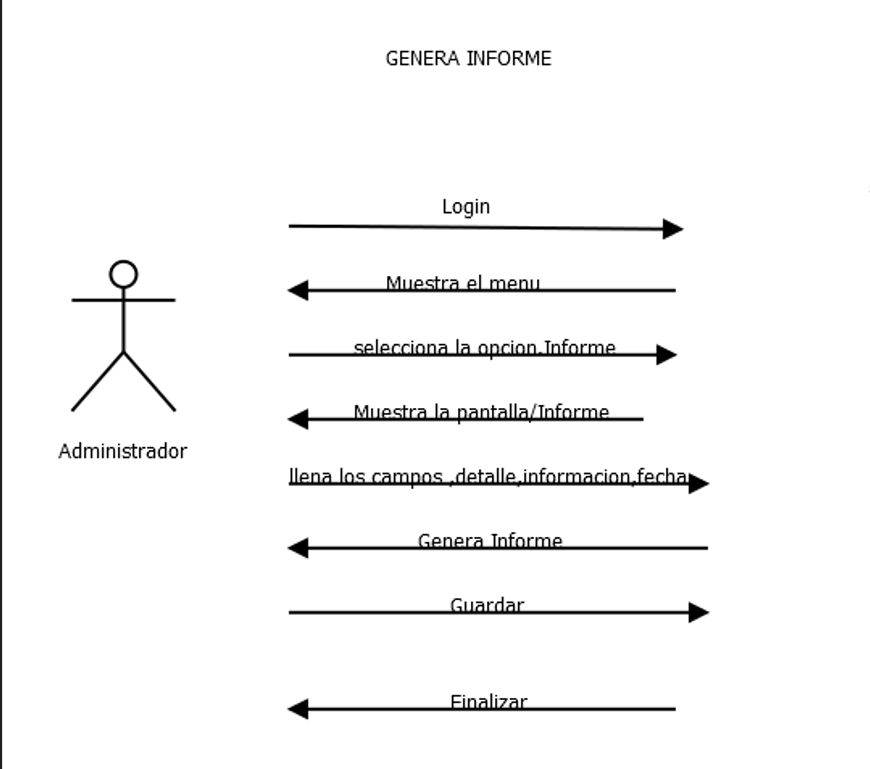 GENERA INFORME
Login
Muestra el menu
selecciona la opcion.Informe
Muestra la pantalla/Informe
Administrador
llena los campos ,detalle,informacion,fecha
Genera Informe
Guardar
Finalizar